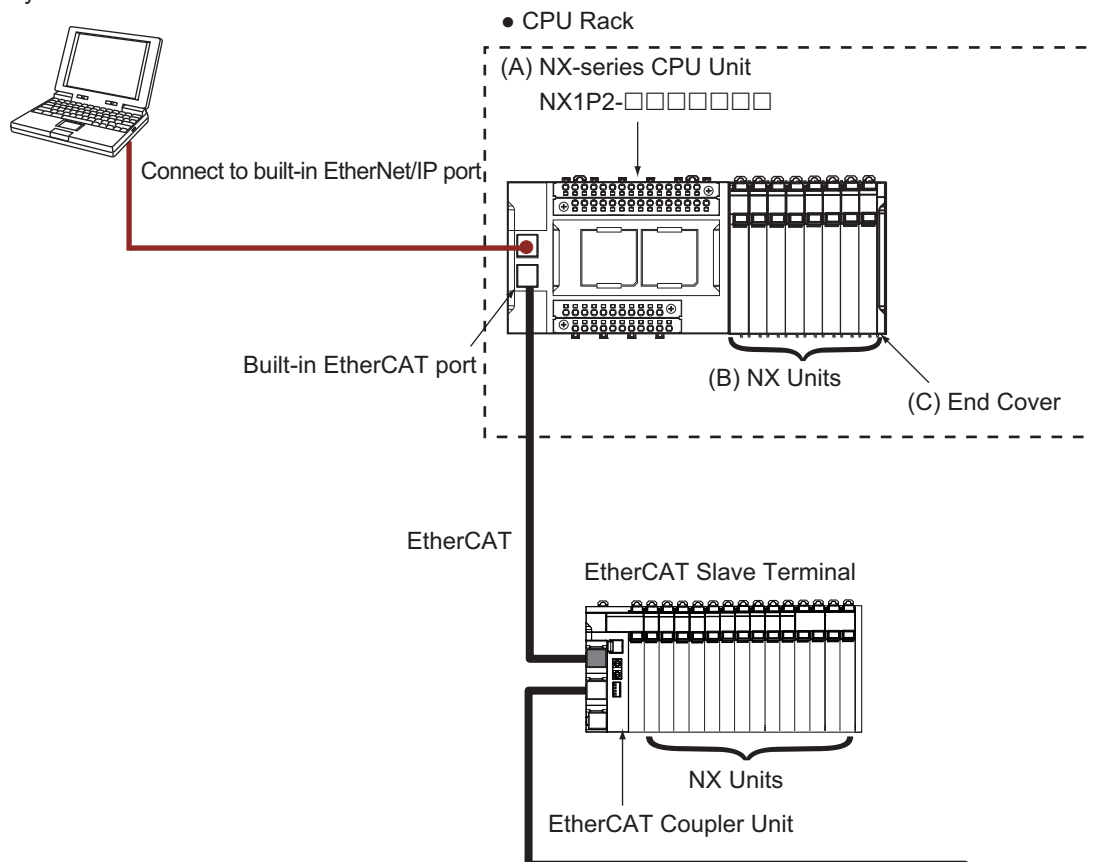 ● CPU Rack
(A) NX-series CPU Unit
NX1P2-□□□□□□□
Connect to built-in EtherNet/IP port
Built-in EtherCAT port
(B) NX Units
(C) End Cover
EtherCAT
EtherCAT Slave Terminal
NX Units
EtherCAT Coupler Unit